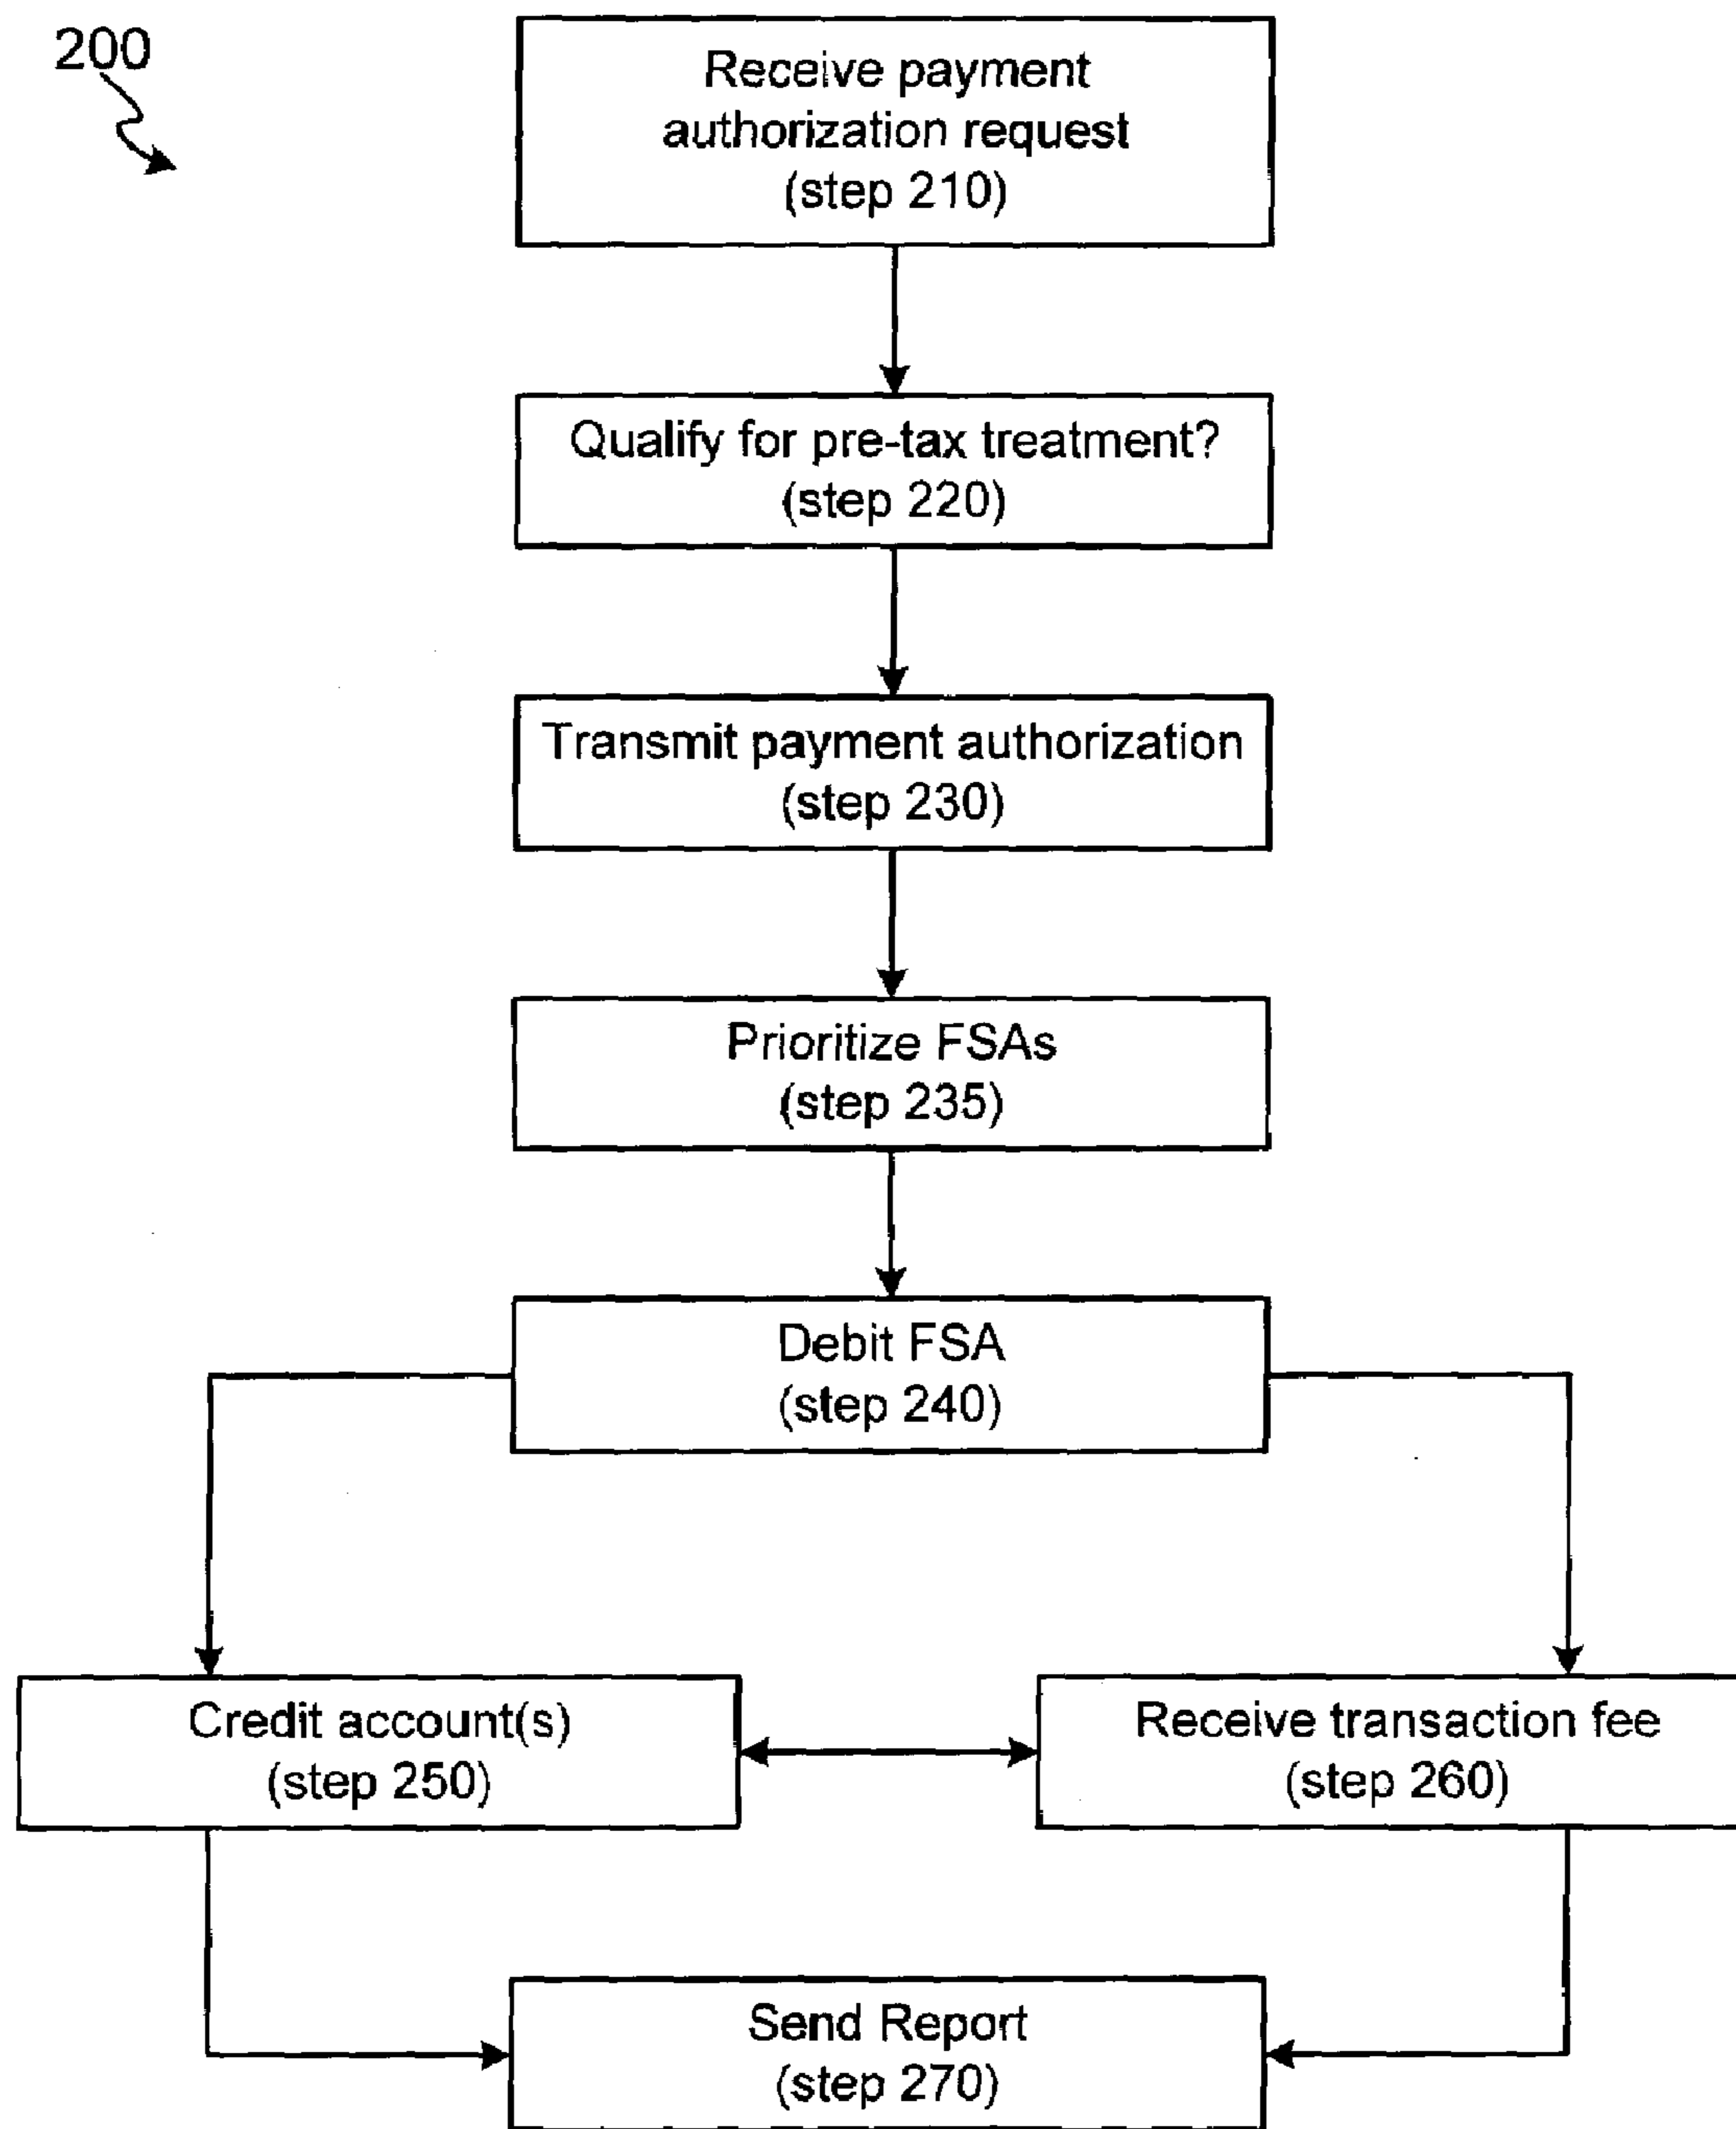 200
Receive payment
authorization request
(step 210)
Qualify for pre-tax treatment?
(step 220)
Transmit payment authorization
(step 230)
Prioritize FSAs
(step 235)
Debit FSA
(step 240)
Credit account(s)
(step 250)
Receive transaction fee
(step 260)
Send Report
(step 270)